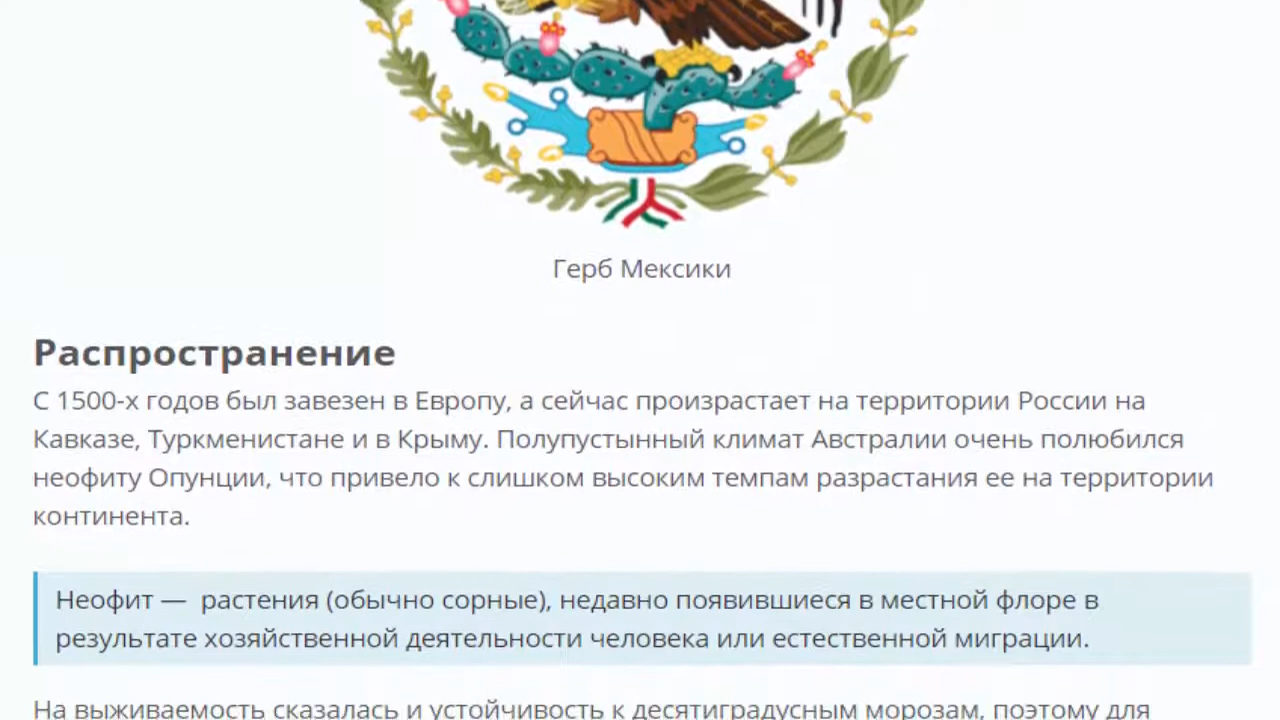 Герб Мексики
Распространение
С 1500-х годов был завезен в Европу, а сейчас произрастает на территории России на
Кавказе, Туркменистане и в Крыму. Полупустынный климат Австралии очень полюбился
неофиту Опунции, что привело к слишком высоким темпам разрастания ее на территории
континента.
Неофит — растения (обычно сорные), недавно появившиеся в местной флоре в
результате хозяйственной деятельности человека или естественной миграции.
На выживаемость сказалась и устойчивость к десятиградусным морозам, поэтому для